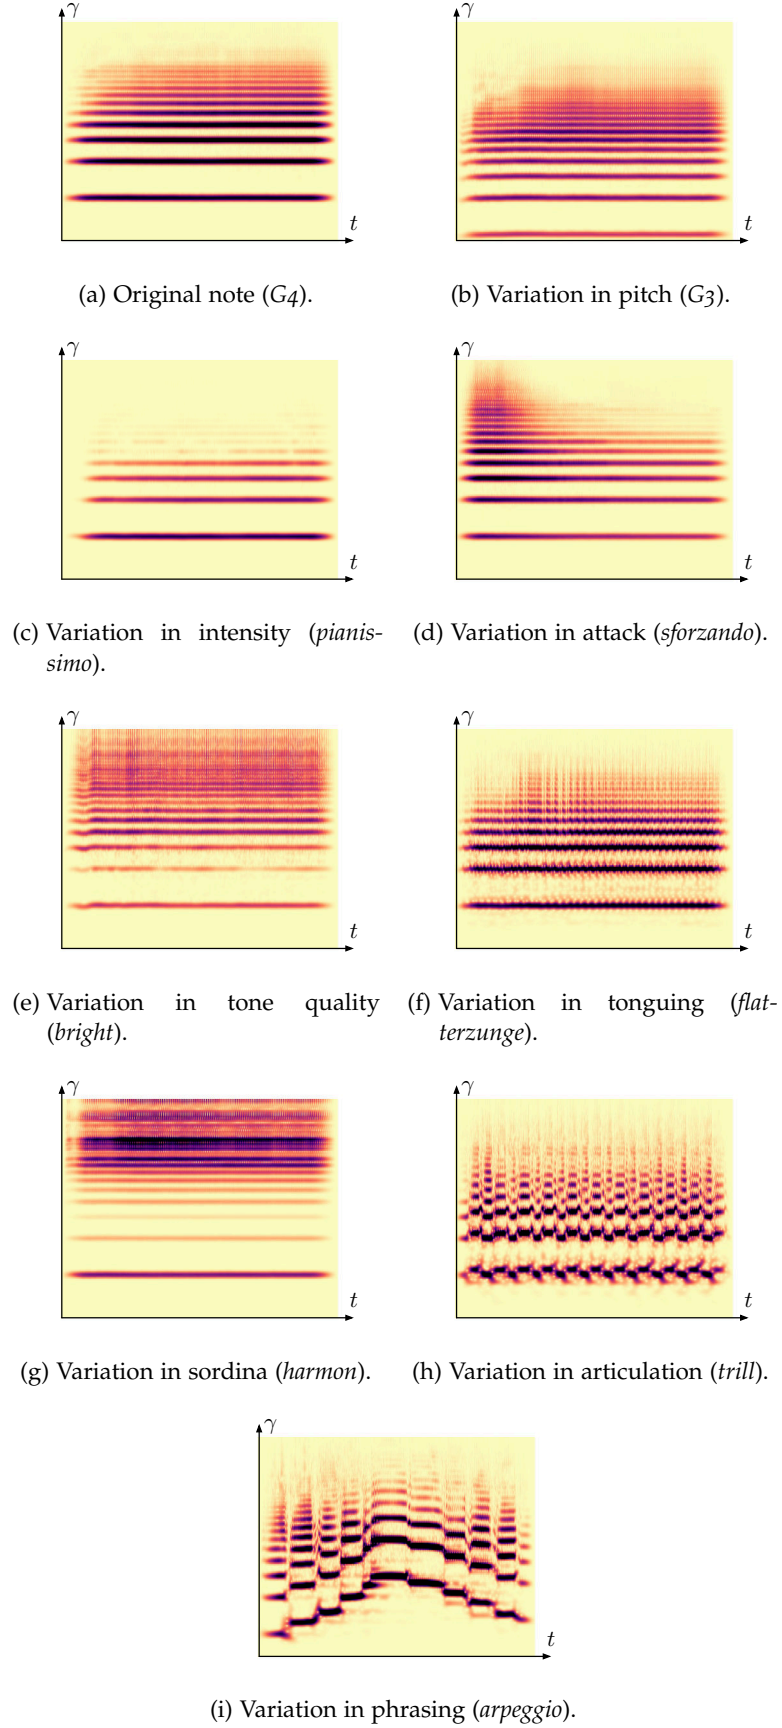 γ γ
t t
(a) Original note (G4). (b) Variation in pitch (G3).
γ γ
t t
(c) Variation in intensity (pianis- (d) Variation in attack (sforzando).
simo).
γ γ
t t
(e) Variation in tone quality (f) Variation in tonguing (flat-
(bright). terzunge).
γ γ
t t
(g) Variation in sordina (harmon). (h) Variation in articulation (trill).
γ
t
(i) Variation in phrasing (arpeggio).